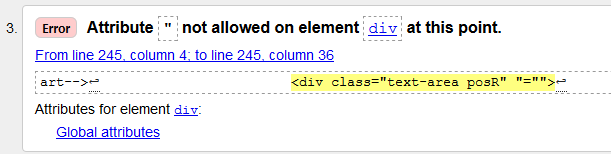 3. Error Attribute " not allowed on element div at this point.
From line 245, column 4; to line 245, column 36
art-->↩ <div class="text-area posR" "="">↩
Attributes for element div:
Global attributes